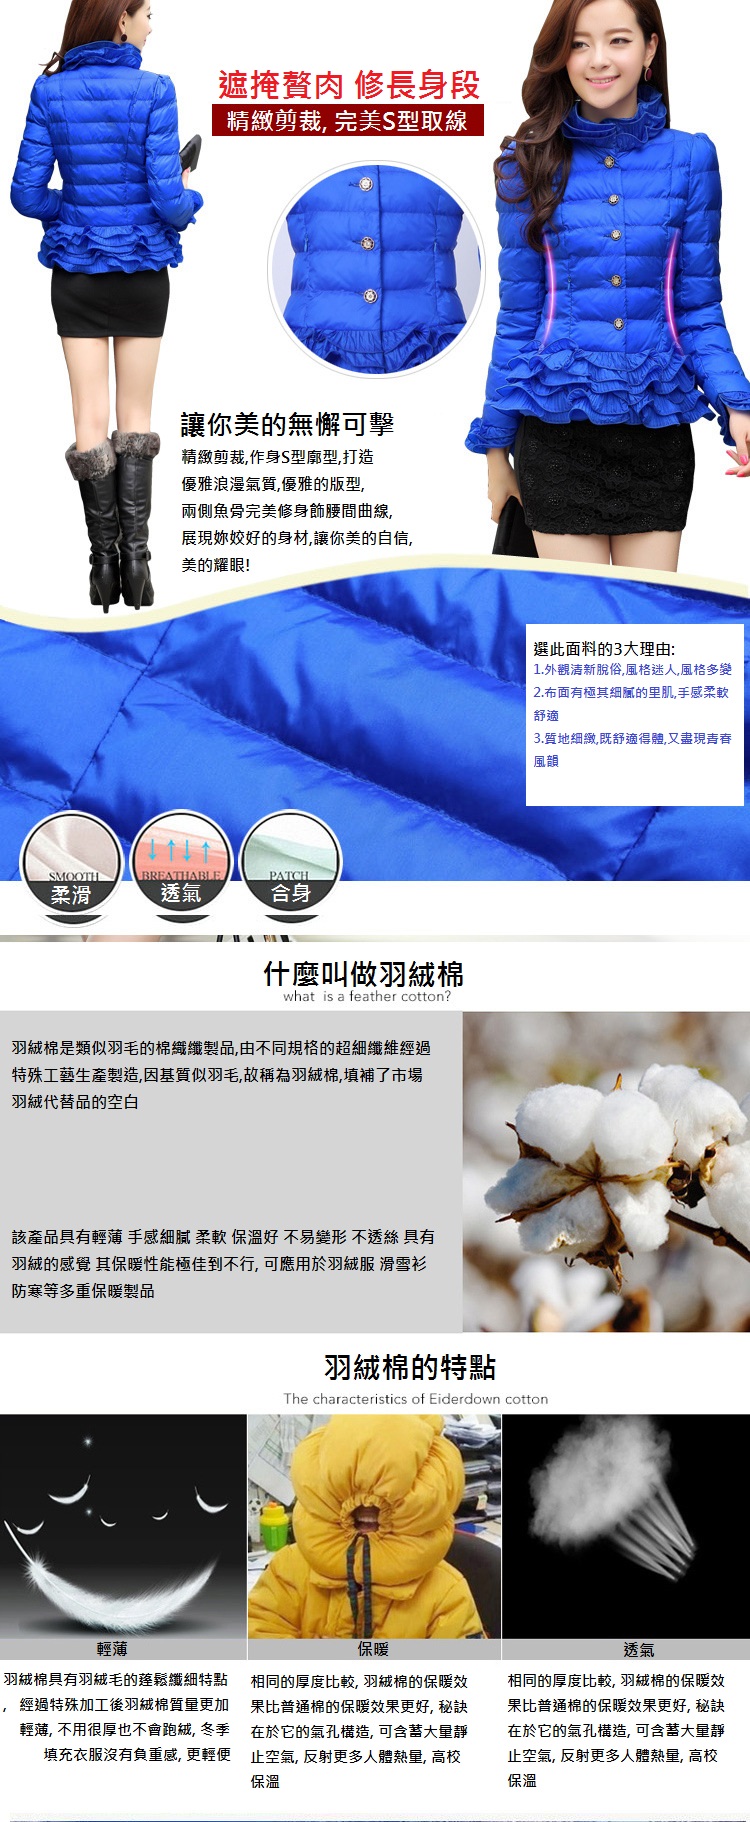 遮掩贅肉 修長身段
精緻剪裁, 完美S型取線
讓你美的無懈可擊
精緻剪裁,作身S型廓型,打造
優雅浪漫氣質,優雅的版型,
兩側魚骨完美修身飾腰間曲線,
展現妳姣好的身材,讓你美的自信,
美的耀眼!
選此面料的3大理由:
1.外觀清新脫俗,風格迷人,風格多變
2.布面有極其細膩的里肌,手感柔軟
舒適
3.質地細緻,既舒適得體,又盡現青春
風韻
SMOOTH
柔滑
BREATHABLE
透氣
PATCH
合身
什麼叫做羽絨棉
what is a feather cotton?
羽絨棉是類似羽毛的棉織纖製品,由不同規格的超細纖維經過
特殊工藝生產製造,因基質似羽毛,故稱為羽絨棉,填補了市場
羽絨代替品的空白
該產品具有輕薄 手感細膩 柔軟 保溫好 不易變形 不透絲 具有
羽絨的感覺 其保暖性能極佳到不行, 可應用於羽絨服 滑雪衫
防寒等多重保暖製品
羽絨棉的特點
The characteristics of Eiderdown cotton
輕薄
羽絨棉具有羽絨毛的蓬鬆纖細特點
, 經過特殊加工後羽絨棉質量更加
輕薄, 不用很厚也不會跑絨, 冬季
填充衣服沒有負重感, 更輕便
保暖
相同的厚度比較, 羽絨棉的保暖效
果比普通棉的保暖效果更好, 秘訣
在於它的氣孔構造, 可含蓄大量靜
止空氣, 反射更多人體熱量, 高校
保溫
透氣
相同的厚度比較, 羽絨棉的保暖效
果比普通棉的保暖效果更好, 秘訣
在於它的氣孔構造, 可含蓄大量靜
止空氣, 反射更多人體熱量, 高校
保溫